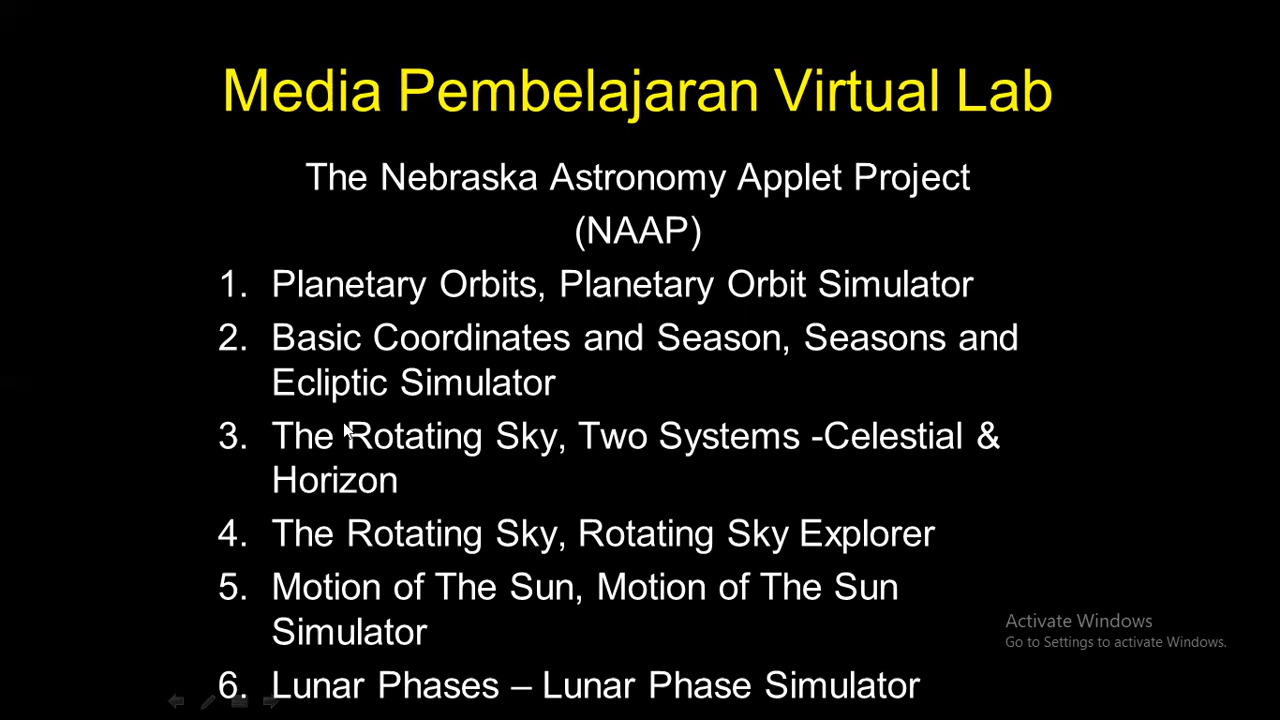 Media Pembelajaran Virtual Lab
The Nebraska Astronomy Applet Project
(NAAP)
1. Planetary Orbits, Planetary Orbit Simulator
2. Basic Coordinates and Season, Seasons and
Ecliptic Simulator
3. The Rotating Sky, Two Systems -Celestial &
Horizon
4. The Rotating Sky, Rotating Sky Explorer
5. Motion of The Sun, Motion of The Sun
Simulator
6. Lunar Phases – Lunar Phase Simulator
Activate Windows
Go to Settings to activate Windows.